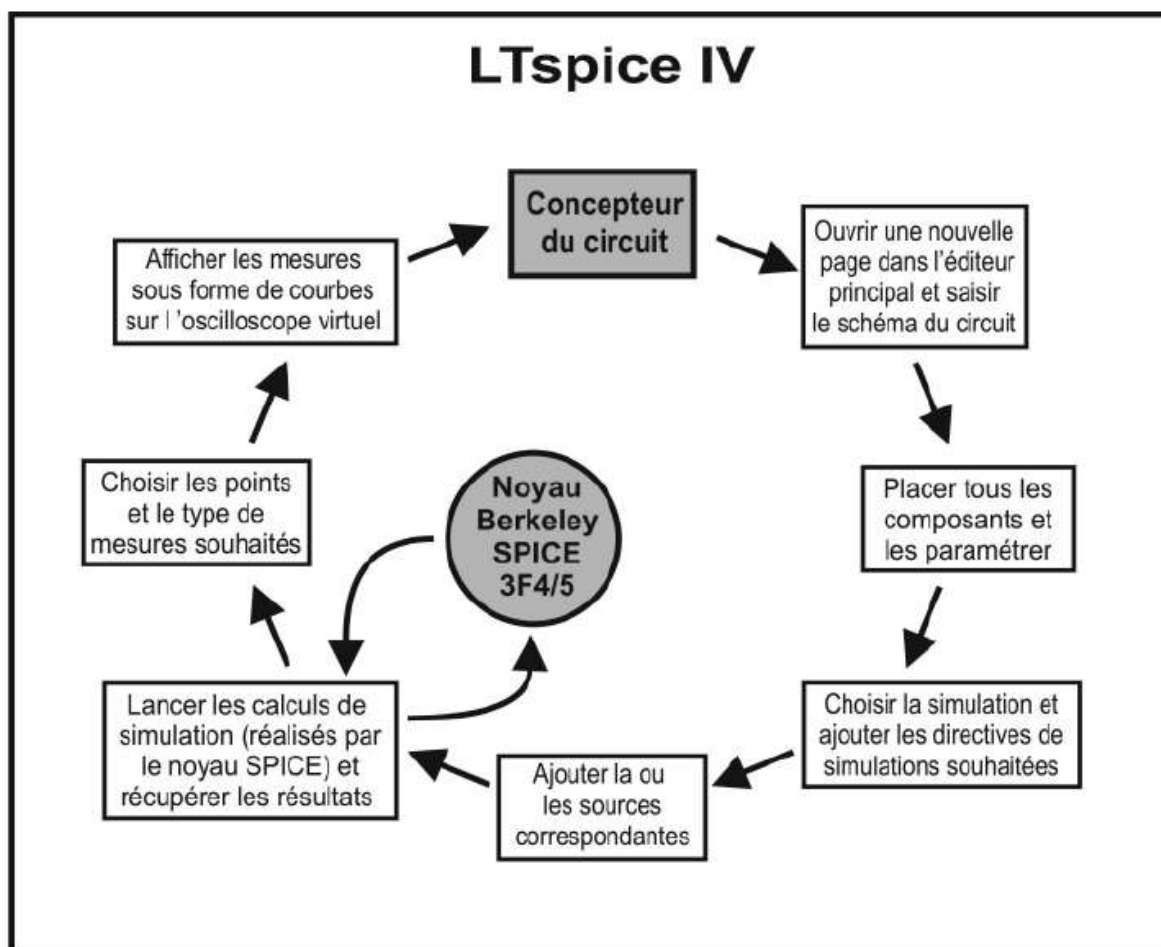 LTspice IV
Concepteur
du circuit
Ouvrir une nouvelle
page dans l'éditeur
principal et saisir
le schéma du circuit
Placer tous les
composants et
les paramétrer
Choisir la simulation et
ajouter les directives de
simulations souhaitées
Ajouter la ou
les sources
correspondantes
Lancer les calculs de
simulation (réalisés par
le noyau SPICE) et
récupérer les résultats
Noyau
Berkeley
SPICE
3F4/5
Choisir les points
et le type de
mesures souhaités
Afficher les mesures
sous forme de courbes
sur l 'oscilloscope virtuel